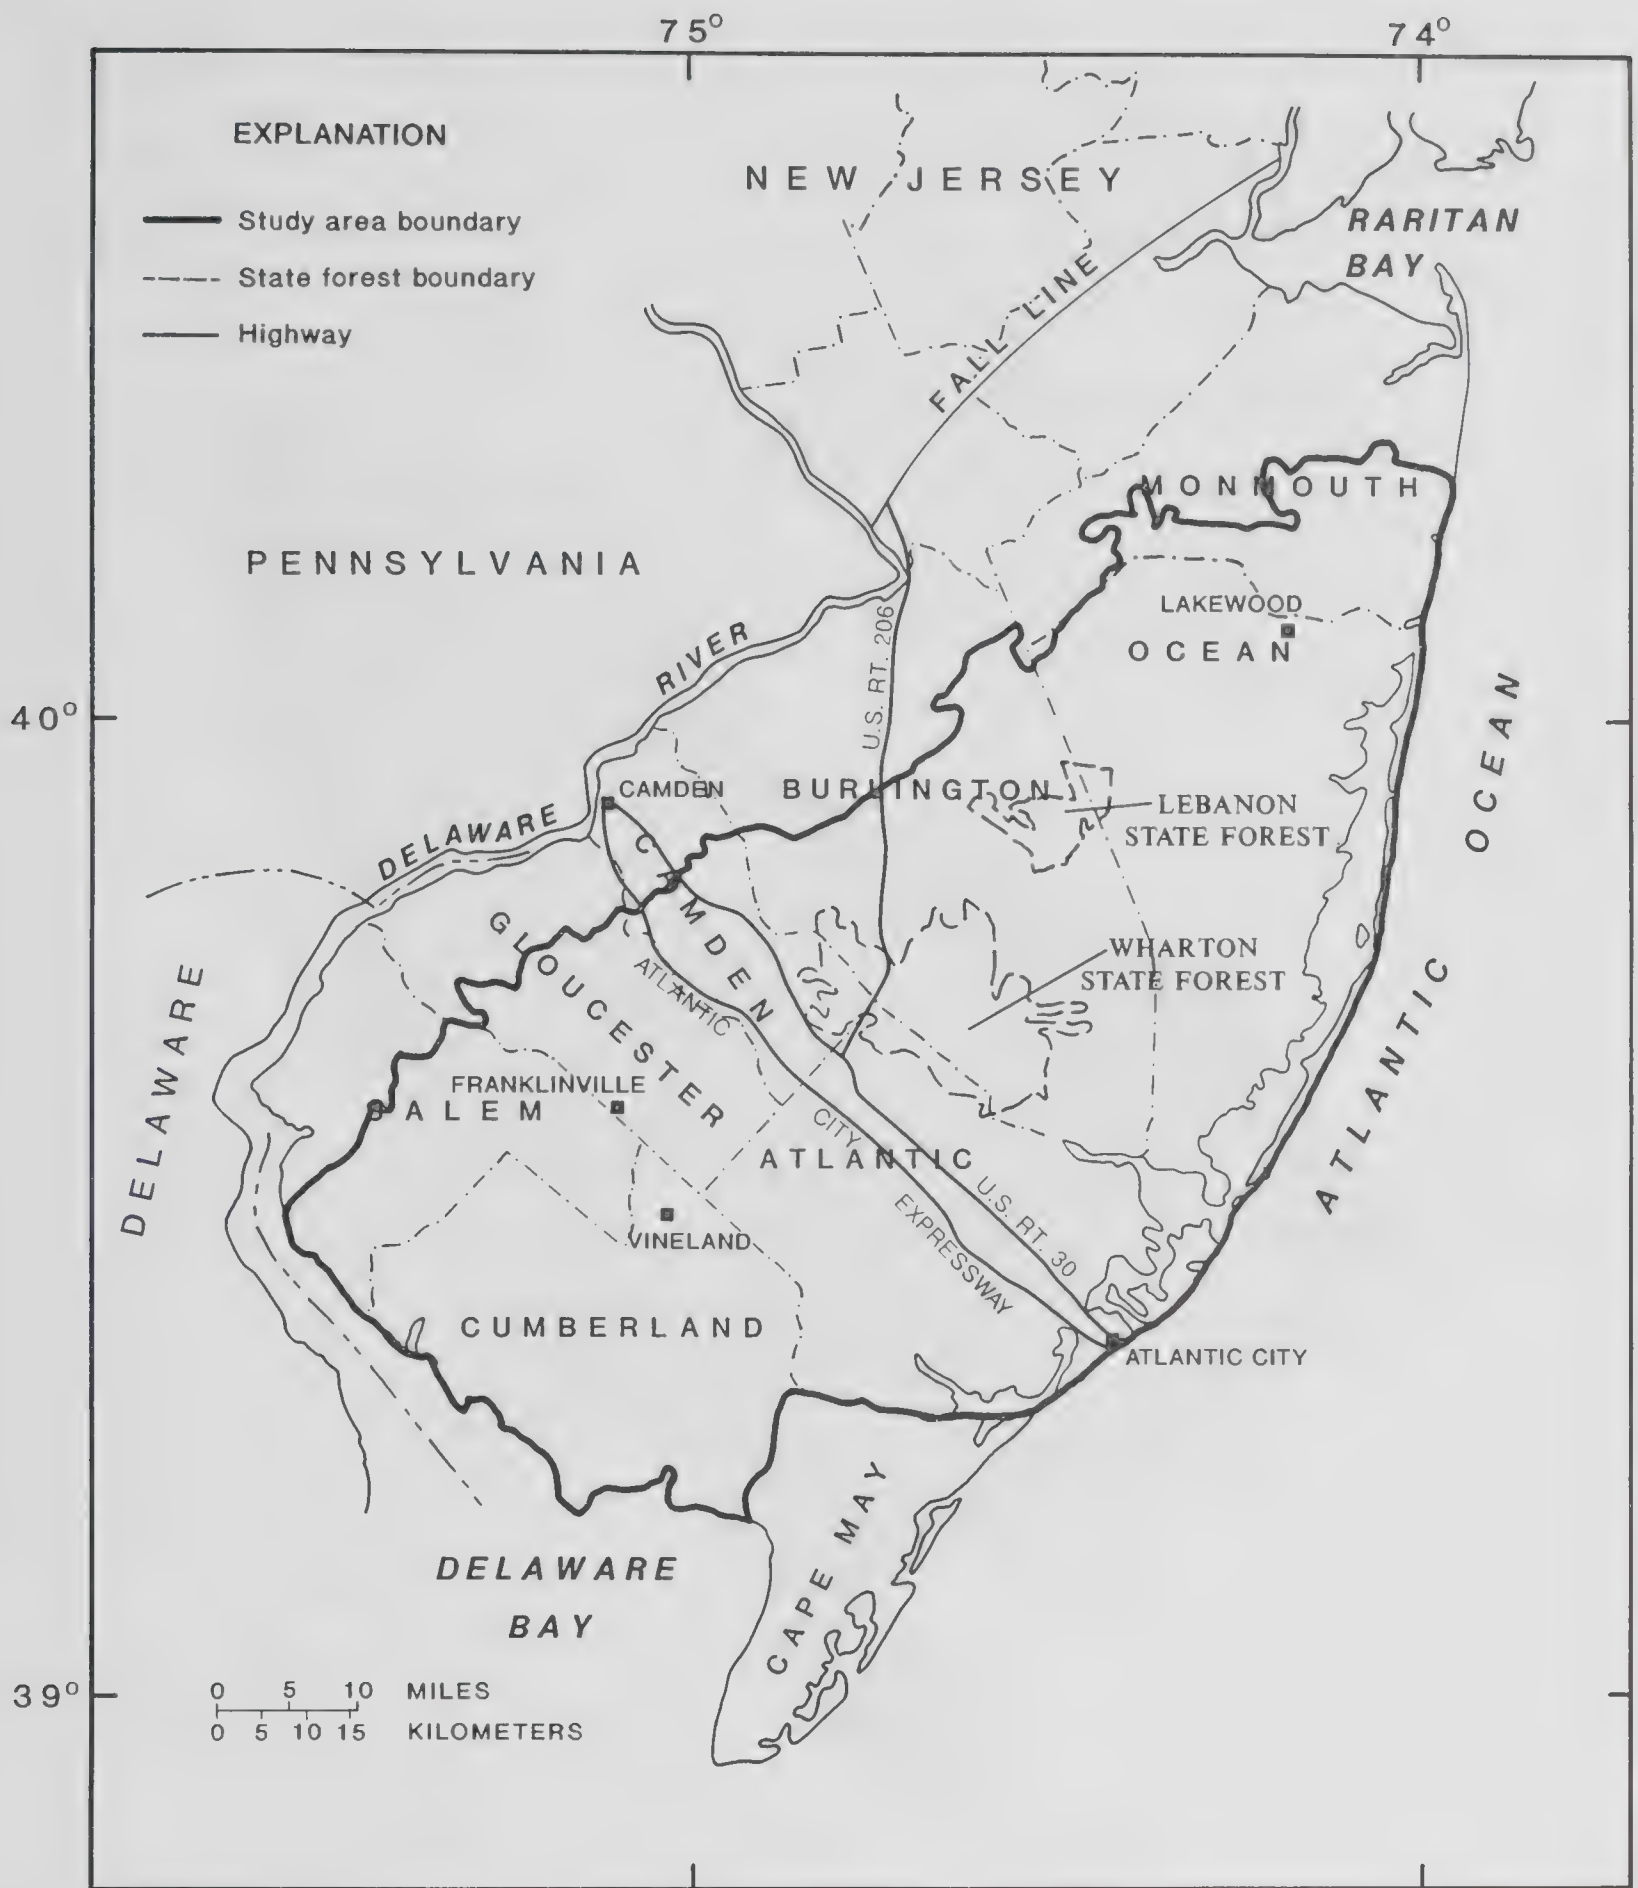 75°
74°
EXPLANATION
Study area boundary
State forest boundary
Highway
NEW JERSEY
RARITAN
BAY
FALL LINE
MONMOUTH
PENNSYLVANIA
LAKEWOOD
OCEAN
RIVER
U.S. RT. 206
40°
CAMDEN
BURLINGTON
LEBANON
STATE FOREST
DELAWARE
CAMDEN
GLOUCESTER
WHARTON
STATE FOREST
ATLANTIC
CITY
EXPRESSWAY
ATLANTIC OCEAN
DELAWARE
FRANKLINVILLE
SALEM
ATLANTIC
U.S. RT. 30
VINELAND
CUMBERLAND
ATLANTIC CITY
CAPE MAY
DELAWARE
BAY
39°
0 5 10 MILES
0 5 10 15 KILOMETERS